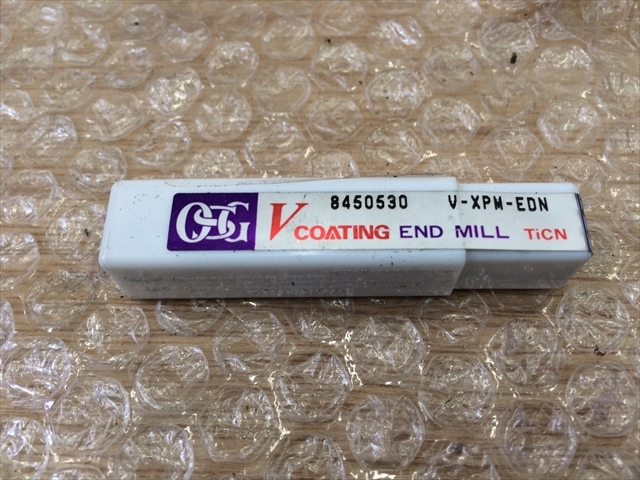 8450530 V-XPM-EDN
OSG V COATING END MILL TiCN